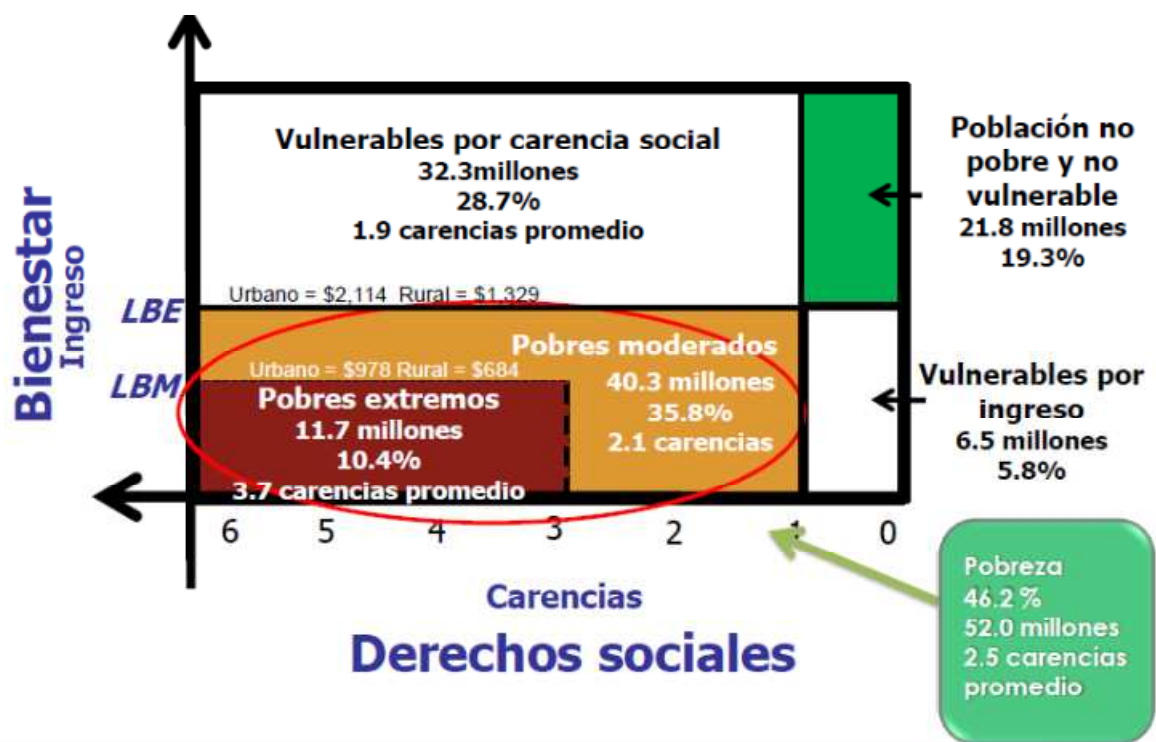 Vulnerables por carencia social
32.3millones
28.7%
1.9 carencias promedio
Población no
pobre y no
vulnerable
21.8 millones
19.3%
Bienestar
Ingreso
LBE
Urbano = $2,114 Rural = $1,329
LBM
Urbano = $978 Rural = $684
Pobres moderados
40.3 millones
35.8%
2.1 carencias
Pobres extremos
11.7 millones
10.4%
3.7 carencias promedio
Vulnerables por
ingreso
6.5 millones
5.8%
6 5 4 3 2 1 0
Carencias
Derechos sociales
Pobreza
46.2 %
52.0 millones
2.5 carencias
promedio